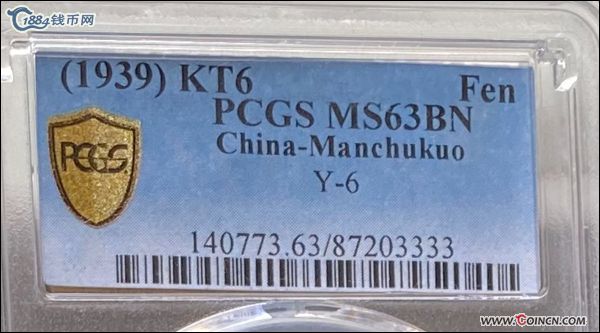 1884钱币网
(1939) KT6 Fen
PCGS MS63BN
China-Manchukuo
PCGS
Y-6
140773.63/87203333
www.COINCN.com